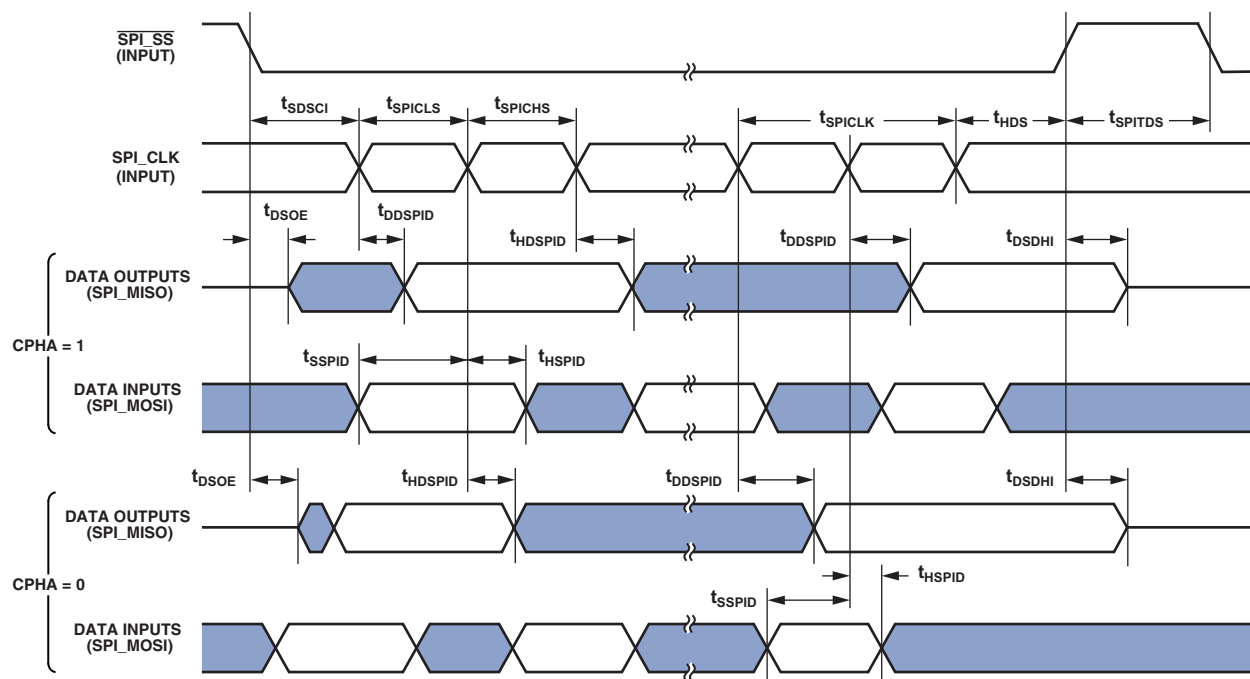 SPI_SS
(INPUT)
tSDSCI tSPICLS tSPICHS tSPICLK tHDS tSPITDS
SPI_CLK
(INPUT)
tDSOE tDDSPID tHDSPID tDDSPID tDSDHI
DATA OUTPUTS
(SPI_MISO)
CPHA = 1
tSSPID tHSPID
DATA INPUTS
(SPI_MOSI)
tDSOE tHDSPID tDDSPID tDSDHI
DATA OUTPUTS
(SPI_MISO)
CPHA = 0
tHSPID
tSSPID
DATA INPUTS
(SPI_MOSI)